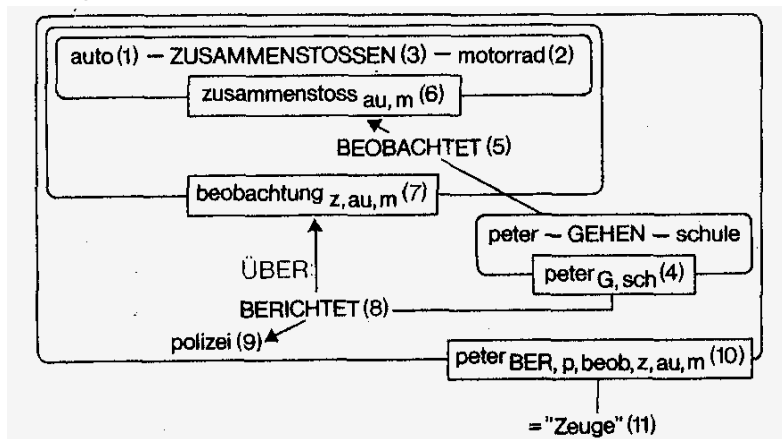 auto (1) – ZUSAMMENSTOSSEN (3) – motorrad (2)
zusammenstoss au, m (6)
BEOBACHTET (5)
beobachtung z, au, m (7)
peter – GEHEN – schule
peter G, sch (4)
ÜBER:
BERICHTET (8)
polizei (9)
peter BER, p, beob, z, au, m (10)
= "Zeuge" (11)